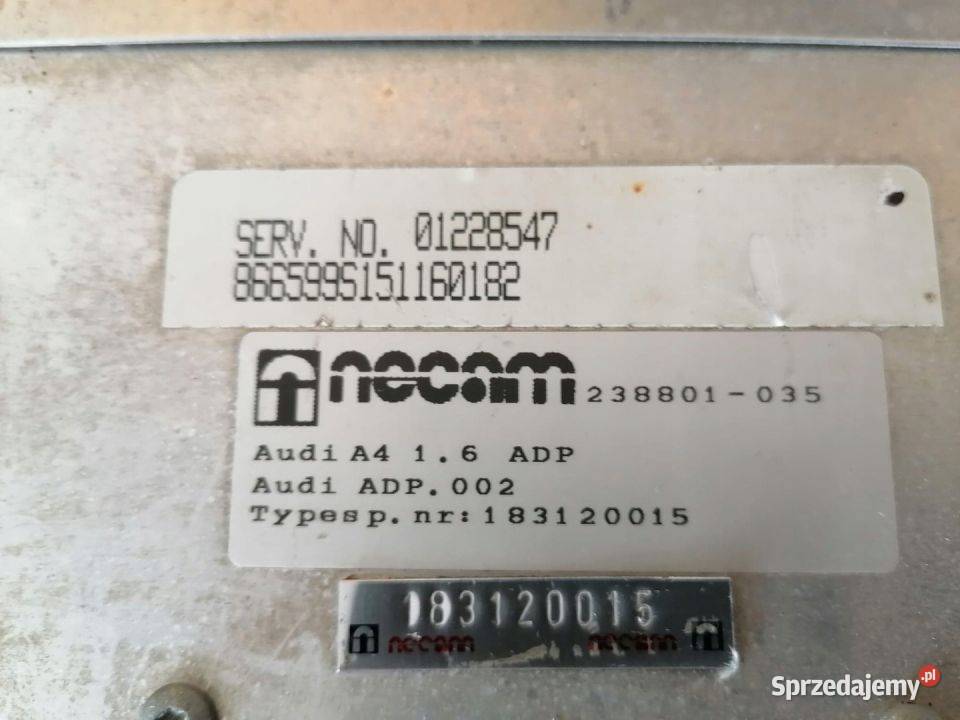 SERV. NO. 01228547
866599S151160182
necam 238801-035
Audi A4 1.6 ADP
Audi ADP.002
Typesp.nr:183120015
183120015
necam necam
Sprzedajemy.pl